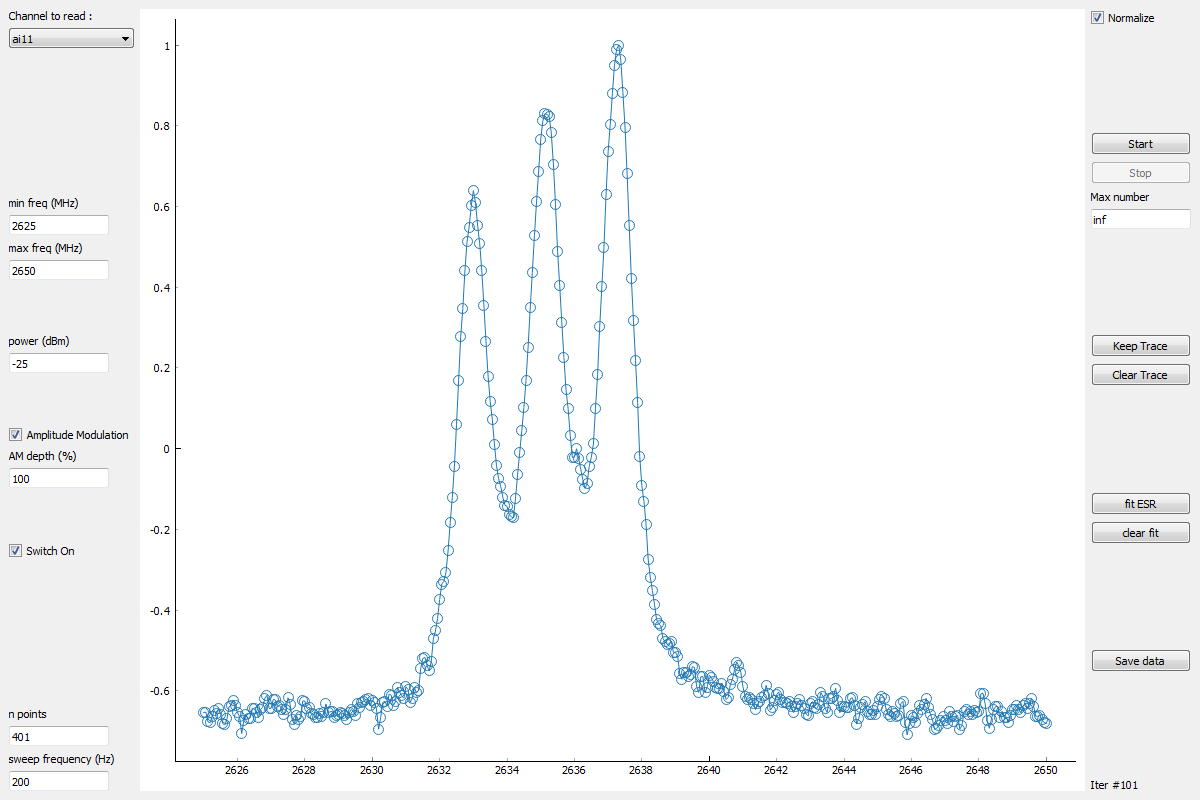 Channel to read :
ai11
min freq (MHz)
2625
max freq (MHz)
2650
power (dBm)
-25
Amplitude Modulation
AM depth (%)
100
Switch On
n points
401
sweep frequency (Hz)
200
1
0.8
0.6
0.4
0.2
0
-0.2
-0.4
-0.6
2626 2628 2630 2632 2634 2636 2638 2640 2642 2644 2646 2648 2650
Normalize
Start
Stop
Max number
inf
Keep Trace
Clear Trace
fit ESR
clear fit
Save data
Iter #101